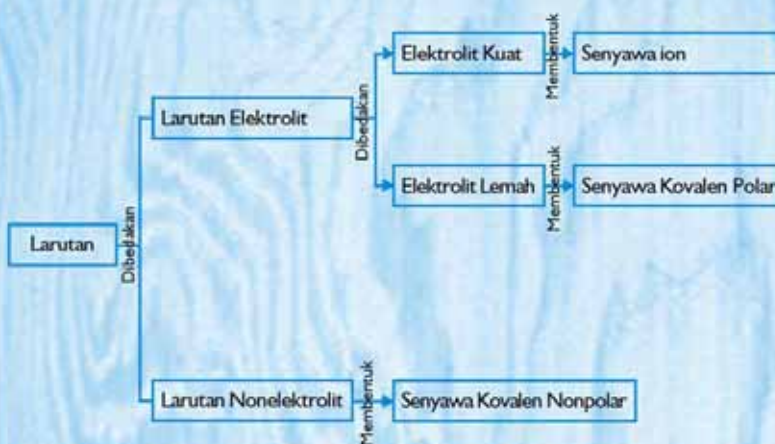 Elektrolit Kuat
Membentuk
Senyawa ion
Larutan Elektrolit
Dibedakan
Elektrolit Lemah
Membentuk
Senyawa Kovalen Polar
Larutan
Dibedakan
Larutan Nonelektrolit
Membentuk
Senyawa Kovalen Nonpolar